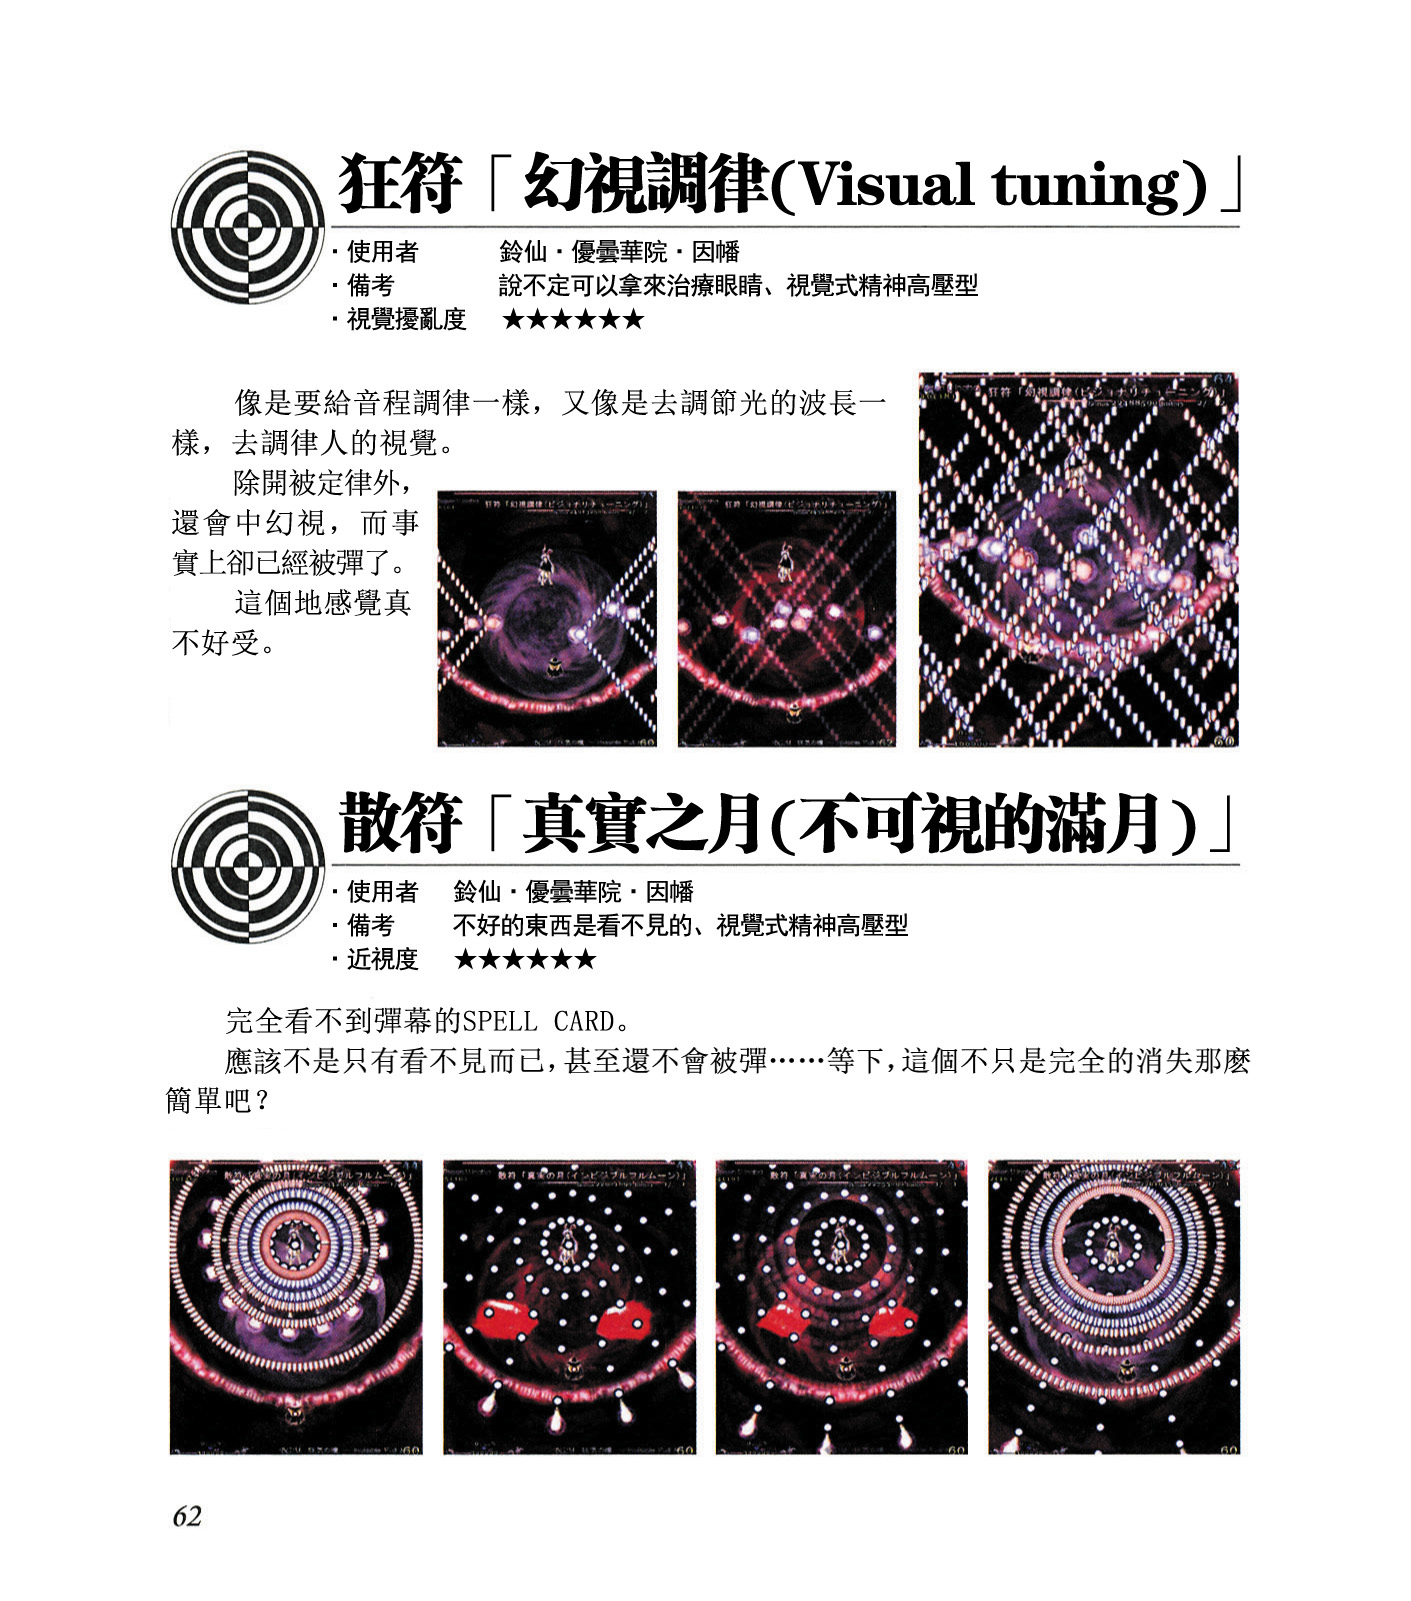 狂符「幻視調律(Visual tuning)」
・使用者 鈴仙・優曇華院・因幡
・備考 說不定可以拿來治療眼睛、視覺式精神高壓型
・視覺擾亂度 ★★★★★★
像是要給音程調律一樣，又像是去調節光的波長一
樣，去調律人的視覺。
除開被定律外，
還會中幻視，而事
實上卻已經被彈了。
這個地感覺真
不好受。
狂符「幻視調律(ビジョナリチューニング)」
狂符「幻視調律(ビジョナリチューニング)」
狂符「幻視調律(ビジョナリチューニング)」
散符「真實之月(不可視的滿月)」
・使用者 鈴仙・優曇華院・因幡
・備考 不好的東西是看不見的、視覺式精神高壓型
・近視度 ★★★★★★
完全看不到彈幕的SPELL CARD。
應該不是只有看不見而已，甚至還不會被彈……等下，這個不只是完全的消失那麽
簡單吧？
散符「真実の月(インビジブルフルムーン)」
散符「真実の月(インビジブルフルムーン)」
散符「真実の月(インビジブルフルムーン)」
散符「真実の月(インビジブルフルムーン)」
62